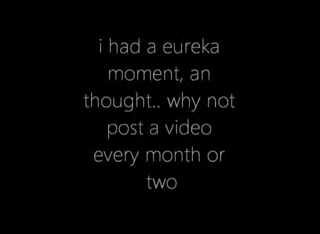 i had a eureka
moment, an
thought.. why not
post a video
every month or
two